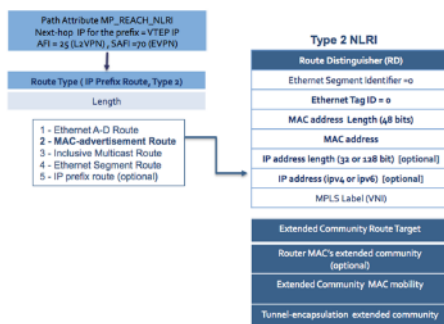 Path Attribute MP_REACH_NLRI
Next-hop IP for the prefix = VTEP IP
AFI = 25 (L2VPN) , SAFI =70 (EVPN)
Route Type ( IP Prefix Route, Type 2)
Length
1 - Ethernet A-D Route
2 - MAC-advertisement Route
3 - Inclusive Multicast Route
4 - Ethernet Segment Route
5 - IP prefix route (optional)
Type 2 NLRI
Route Distinguisher (RD)
Ethernet Segment Identifier =0
Ethernet Tag ID = 0
MAC address Length (48 bits)
MAC address
IP address length (32 or 128 bit) [optional]
IP address (ipv4 or ipv6) [optional]
MPLS Label (VNI)
Extended Community Route Target
Router MAC's extended community
(optional)
Extended Community MAC mobility
Tunnel-encapsulation extended community